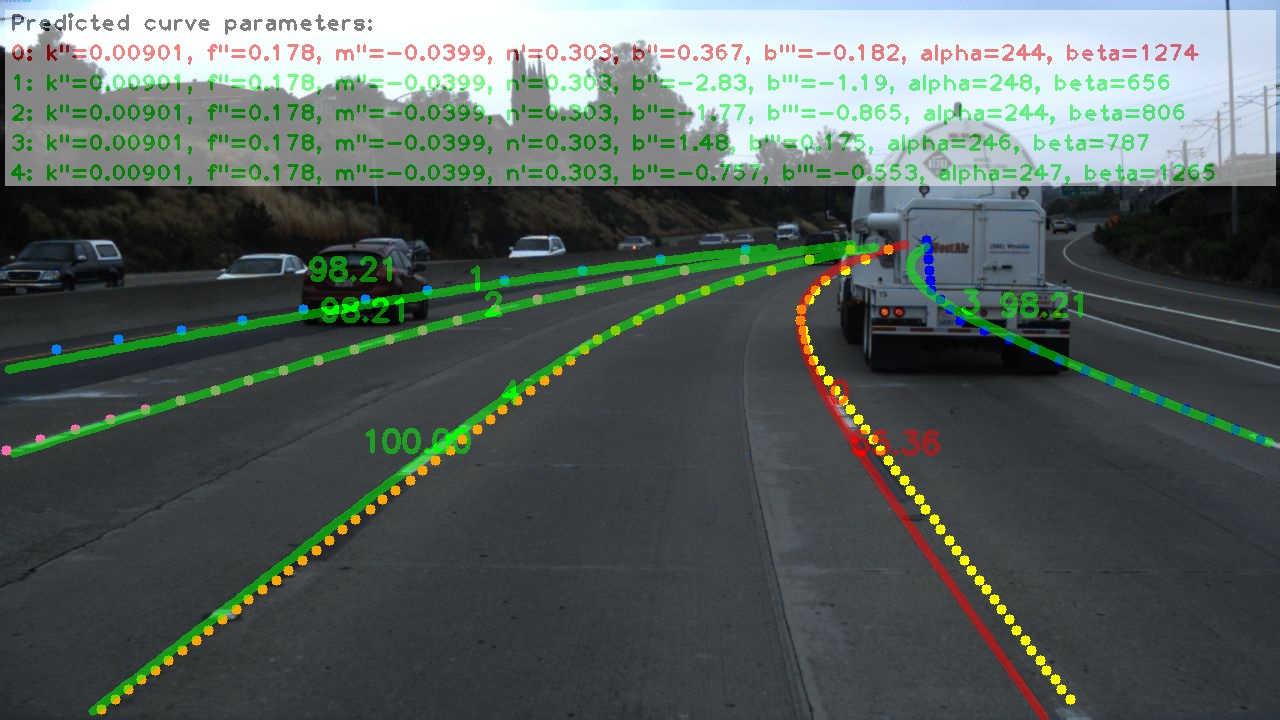 Predicted curve parameters:
0: k''=0.00901, f''=0.178, m''=-0.0399, n'=0.303, b''=0.367, b'''=-0.182, alpha=244, beta=1274
1: k''=0.00901, f''=0.178, m''=-0.0399, n'=0.303, b''=-2.83, b'''=-1.19, alpha=248, beta=656
2: k''=0.00901, f''=0.178, m''=-0.0399, n'=0.303, b''=-1.77, b'''=-0.865, alpha=244, beta=806
3: k''=0.00901, f''=0.178, m''=-0.0399, n'=0.303, b''=1.48, b'''=0.175, alpha=246, beta=787
4: k''=0.00901, f''=0.178, m''=-0.0399, n'=0.303, b''=-0.757, b'''=-0.553, alpha=247, beta=1265
WestAir
98.21
1
98.21
2
3 98.21
15
4
0
100.00